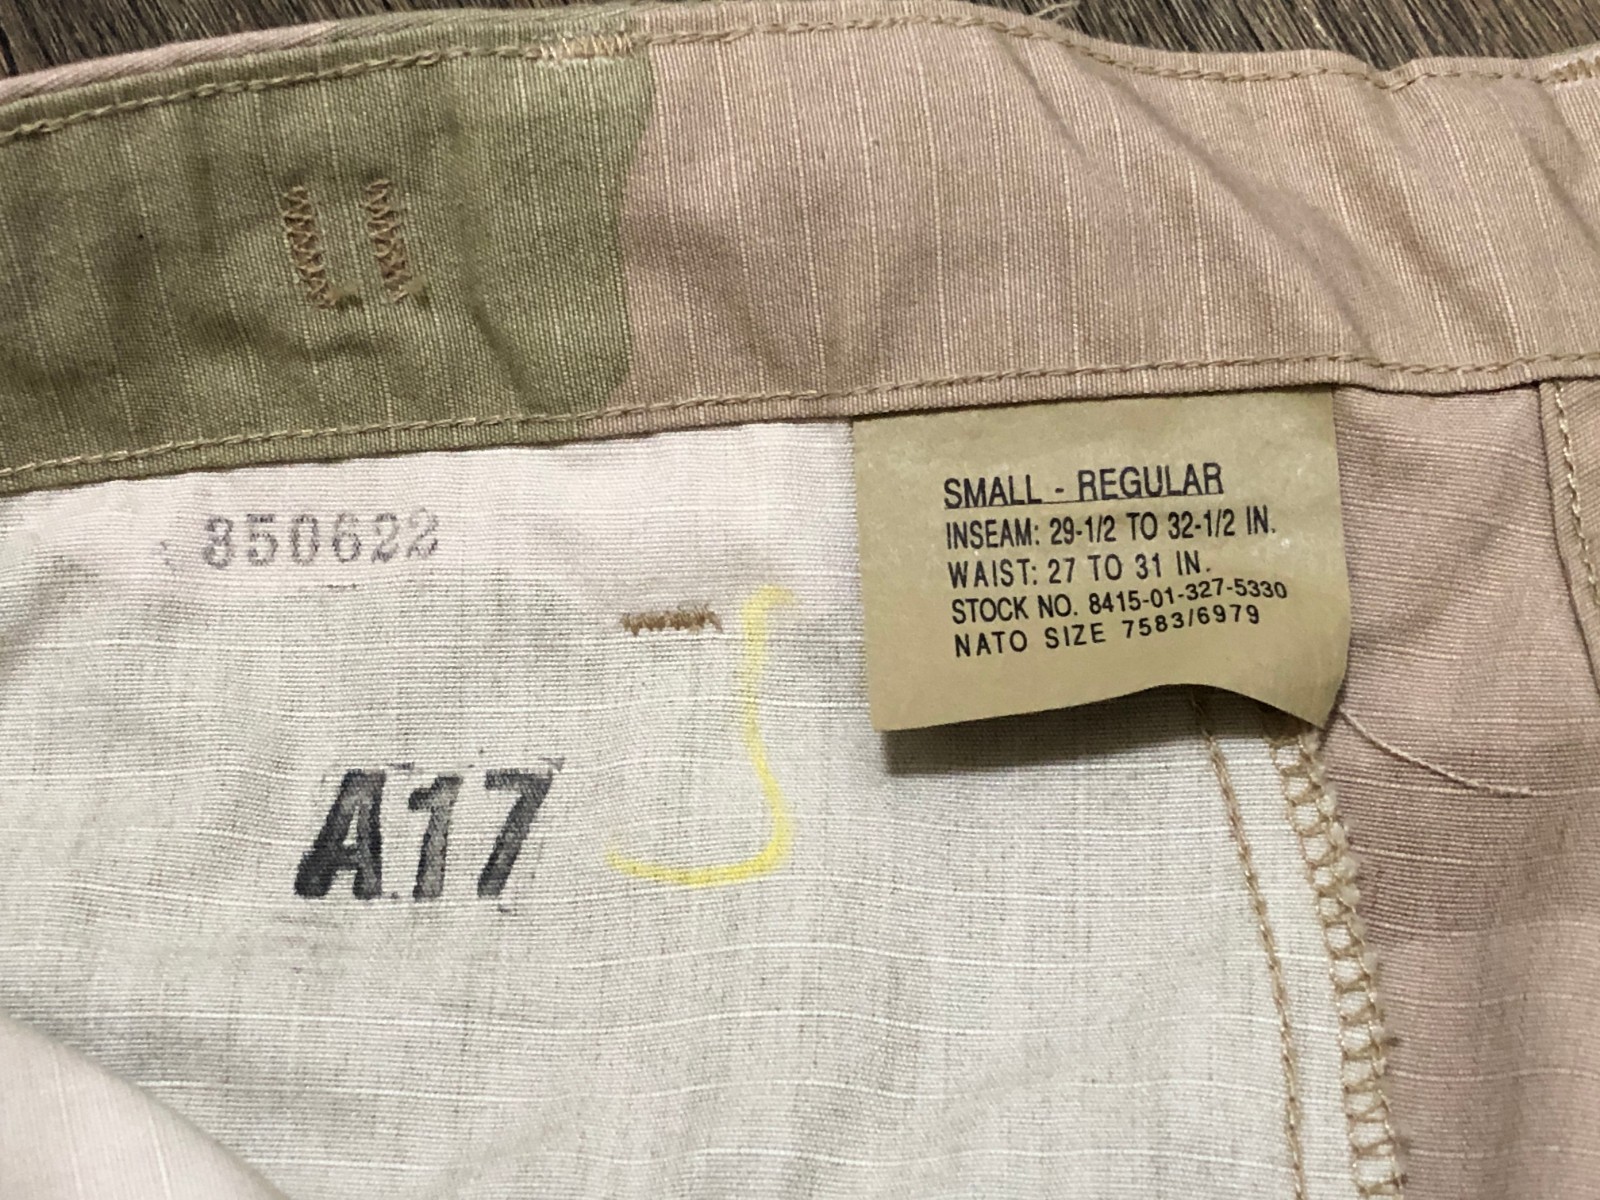 SMALL - REGULAR
INSEAM: 29-1/2 TO 32-1/2 IN.
WAIST: 27 TO 31 IN.
STOCK NO. 8415-01-327-5330
NATO SIZE 7583/6979
350622
A17